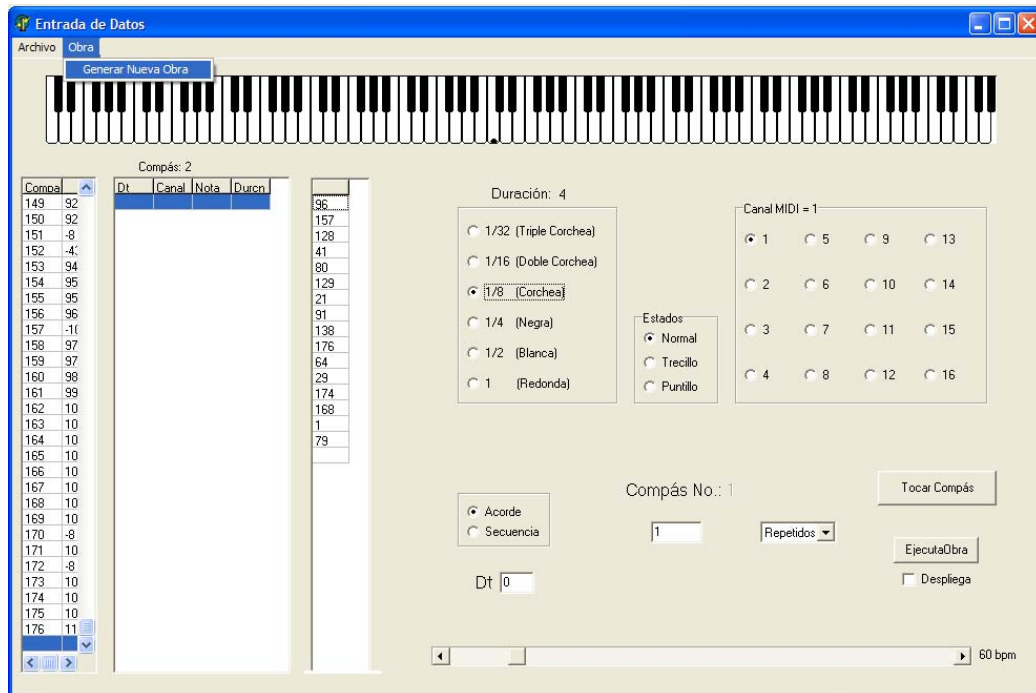 Entrada de Datos
Archivo Obra
Generar Nueva Obra
Compás: 2
Compa
149 92
150 92
151 -8
152
153 94
154 95
155 95
156 96
157
158 97
159 97
160 98
161 99
162 10
163 10
164 10
165 10
166 10
167 10
168 10
169 10
170 -8
171 10
172 -8
173 10
174 10
175 10
176 11
Dt Canal Nota Durcn
96
157
128
41
80
129
21
91
138
176
64
29
174
168
1
79
Duración: 4
1/32 (Triple Corchea)
1/16 (Doble Corchea)
1/8 (Corchea)
1/4 (Negra)
1/2 (Blanca)
1 (Redonda)
Estados
Normal
Trecillo
Puntillo
Canal MIDI = 1
1 5 9 13
2 6 10 14
3 7 11 15
4 8 12 16
Acorde
Secuencia
Dt 0
Compás No.: 1
1
Repetidos
Tocar Compás
EjecutaObra
Despliega
60 bpm